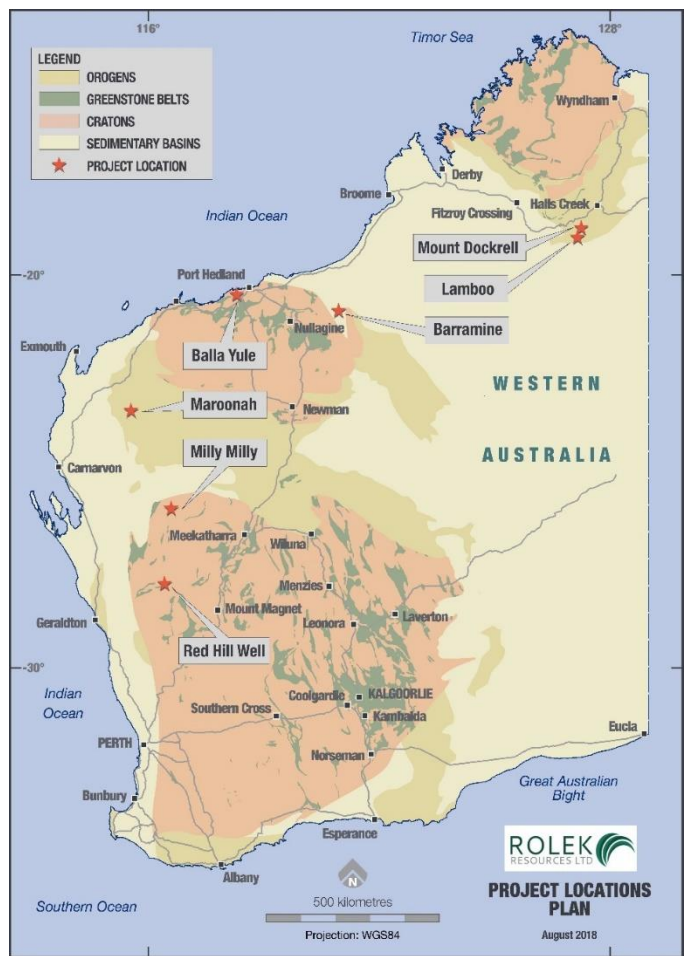 116°
128°
Timor Sea
LEGEND
OROGENS
GREENSTONE BELTS
CRATONS
SEDIMENTARY BASINS
PROJECT LOCATION
Wyndham
Derby
Broome
Fitzroy Crossing
Halls Creek
Indian Ocean
Mount Dockrell
Lamboo
-20°
Port Hedland
Barramine
Nullagine
Exmouth
Balla Yule
WESTERN
Maroonah
Newman
Milly Milly
AUSTRALIA
Carnarvon
Meekatharra
Wiluna
Menzies
Mount Magnet
Laverton
Geraldton
Leonora
Red Hill Well
-30°
Indian
Ocean
Coolgardie
KALGOORLIE
Southern Cross
Kambalda
Eucla
PERTH
Norseman
Great Australian
Bight
Bunbury
Esperance
ROLEK
RESOURCES LTD
Albany
N
500 kilometres
PROJECT LOCATIONS
PLAN
Southern Ocean
Projection: WGS84
August 2018